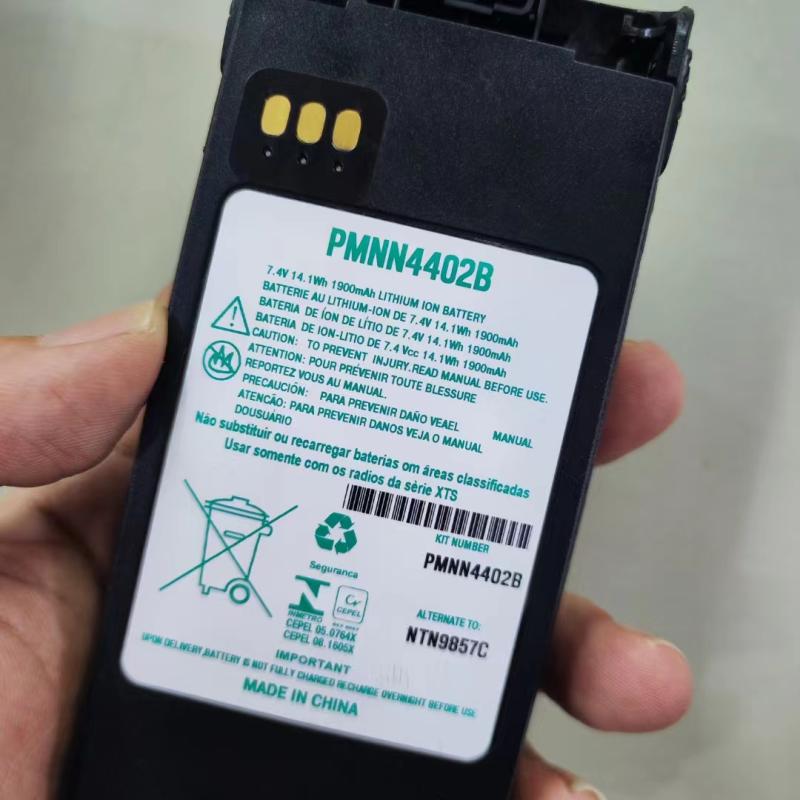 PMNN4402B
7.4V 14.1Wh 1900mAh LITHIUM ION BATTERY
BATTERIE AU LITHIUM-ION DE 7.4V 14.1Wh 1900mAh
BATERIA DE ÍON DE LÍTIO DE 7.4V 14.1Wh 1900mAh
BATERIA DE ION-LITIO DE 7.4 Vcc 14.1Wh 1900mAh
CAUTION: TO PREVENT INJURY.READ MANUAL BEFORE USE.
ATTENTION: POUR PRÉVENIR TOUTE BLESSURE
REPORTEZ VOUS AU MANUAL.
PRECAUCIÓN: PARA PREVENIR DAÑO VEAEL MANUAL
ATENCÃO: PARA PREVENIR DANOS VEJA O MANUAL
DOUSUÁRIO
Não substituir ou recarregar baterias om áreas classificadas
Usar somente com os radios da sèrie XTS
KIT NUMBER
PMNN4402B
Seguranca
INMETRO
CEPEL
CEPEL 05.0764X
CEPEL 08.1605X
ALTERNATE TO:
NTN9857C
IMPORTANT
UPON DELIVERY,BATTERY IS NOT FULLY CHARGED RECHARGE OVERNIGHT BEFORE USE
MADE IN CHINA